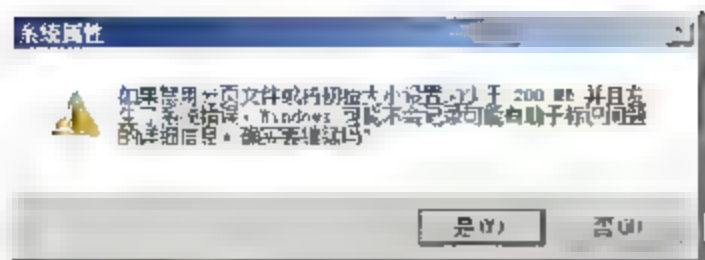 系统属性
如果禁用分页文件或将初始大小设置 小于 200 MB 并且发
生了系统错误，Windows 可能不会记录可能有助于标识问题
的详细信息。确实要继续吗?
是(Y)
否(N)